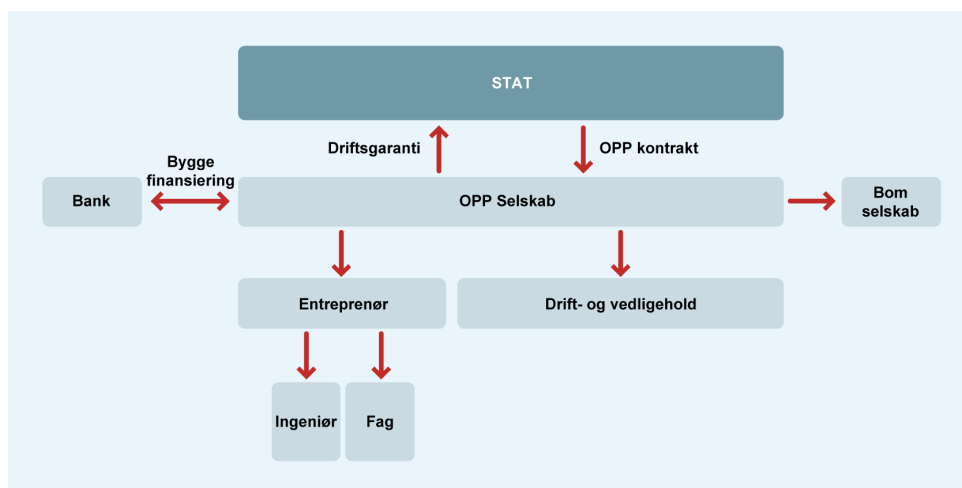 STAT
Driftsgaranti
OPP kontrakt
Bygge
finansiering
Bank
OPP Selskab
Bom
selskab
Entreprenør
Drift- og vedligehold
Ingeniør
Fag